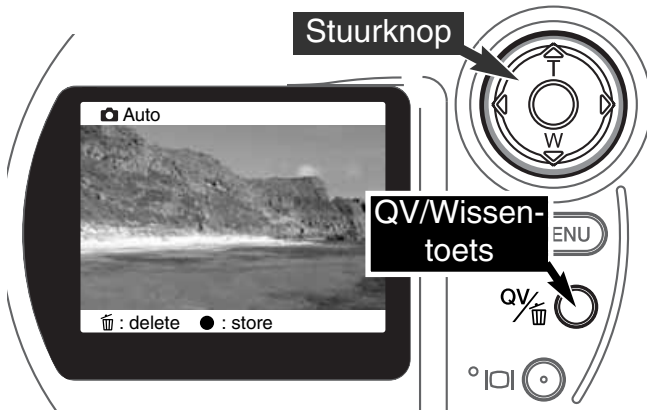 Stuurknop
T
W
Auto
QV/Wissen-
toets
ENU
QV/
: delete
: store